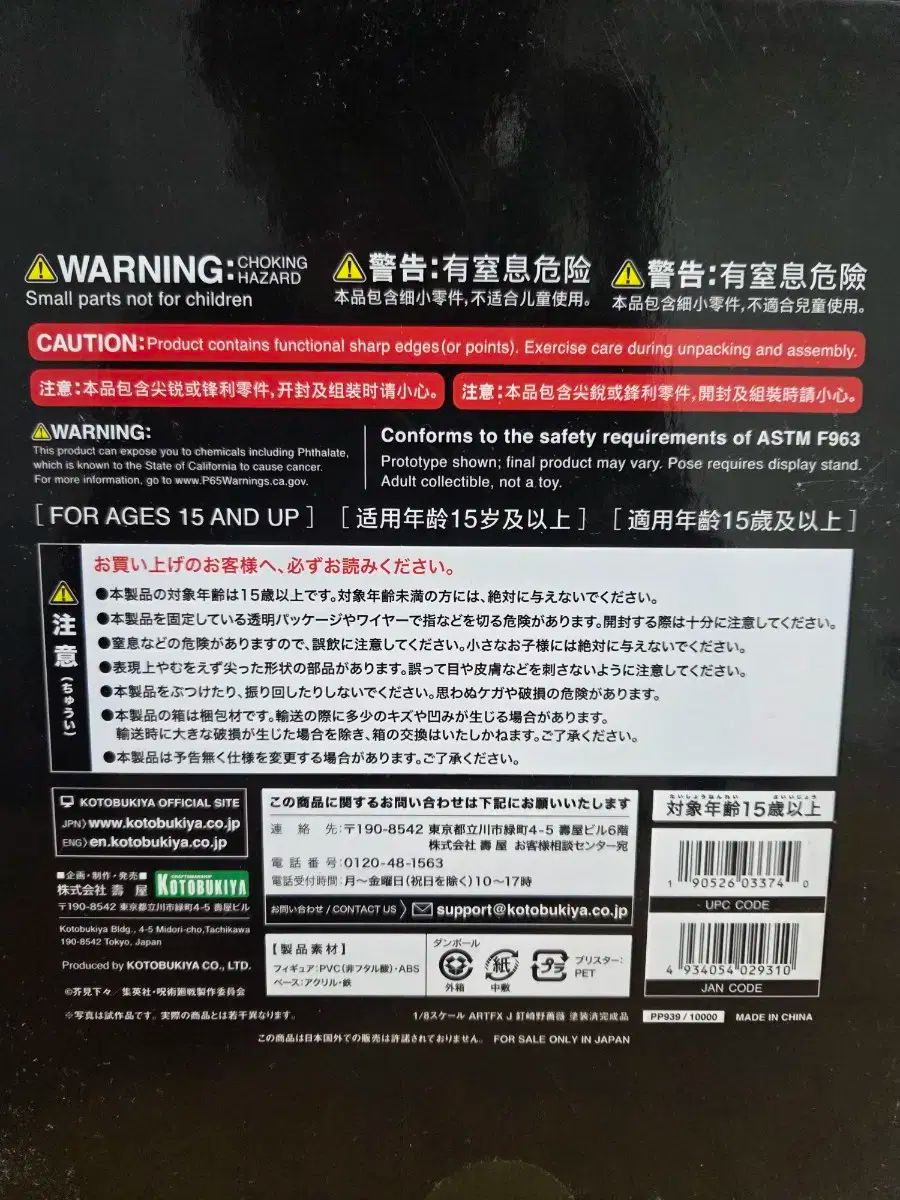 WARNING: CHOKING HAZARD
Small parts not for children
警告:有窒息危险
本品包含细小零件,不适合儿童使用。
警告:有窒息危險
本品包含細小零件,不適合兒童使用。
CAUTION: Product contains functional sharp edges (or points). Exercise care during unpacking and assembly.
注意:本品包含尖锐或锋利零件,开封及组装时请小心。
注意:本品包含尖銳或鋒利零件,開封及組裝時請小心。
WARNING:
This product can expose you to chemicals including Phthalate,
which is known to the State of California to cause cancer.
For more information, go to www.P65Warnings.ca.gov.
Conforms to the safety requirements of ASTM F963
Prototype shown; final product may vary. Pose requires display stand.
Adult collectible, not a toy.
[ FOR AGES 15 AND UP ] [ 适用年龄15岁及以上 ] [ 適用年齡15歲及以上 ]
注意(ちゅうい)
お買い上げのお客様へ、必ずお読みください。
●本製品の対象年齢は15歳以上です。対象年齢未満の方には、絶対に与えないでください。
●本製品を固定している透明パッケージやワイヤーで指などを切る危険があります。開封する際は十分に注意してください。
●窒息などの危険がありますので、誤飲に注意してください。小さなお子様には絶対に与えないでください。
●表現上やむをえず尖った形状の部品があります。誤って目や皮膚などを刺さないように注意してください。
●本製品をぶつけたり、振り回したりしないでください。思わぬケガや破損の危険があります。
●本製品の箱は梱包材です。輸送の際に多少のキズや凹みが生じる場合があります。
輸送時に大きな破損が生じた場合を除き、箱の交換はいたしかねます。ご了承ください。
●本製品は予告無く仕様を変更する場合があります。ご了承ください。
KOTOBUKIYA OFFICIAL SITE
JPN〉www.kotobukiya.co.jp
ENG〉en.kotobukiya.co.jp
■企画・制作・発売■
株式会社 壽 屋
CRAFTSMANSHIP
KOTOBUKIYA
〒190-8542 東京都立川市緑町4-5 壽屋ビル
Kotobukiya Bldg., 4-5 Midori-cho,Tachikawa
190-8542 Tokyo, Japan
Produced by KOTOBUKIYA CO., LTD.
©芥見下々／集英社・呪術廻戦製作委員会
この商品に関するお問い合わせは下記にお願いいたします
連絡先:〒190-8542 東京都立川市緑町4-5 壽屋ビル6階
株式会社 壽 屋 お客様相談センター宛
電話番号:0120-48-1563
電話受付時間:月〜金曜日(祝日を除く)10〜17時
お問い合わせ / CONTACT US 〉 support@kotobukiya.co.jp
【製品素材】
フィギュア:PVC(非フタル酸)・ABS
ベース:アクリル・鉄
ダンボール
外箱
紙
中敷
プラ
ブリスター:
PET
たいしょうねんれい さいいじょう
対象年齢15歳以上
1 90526 03374 0
UPC CODE
4 934054 029310
JAN CODE
※写真は試作品です。実際の商品とは若干異なります。
1/8スケール ARTFX J 釘崎野薔薇 塗装済完成品
PP939 / 10000
MADE IN CHINA
この商品は日本国外での販売は許諾されておりません。 FOR SALE ONLY IN JAPAN